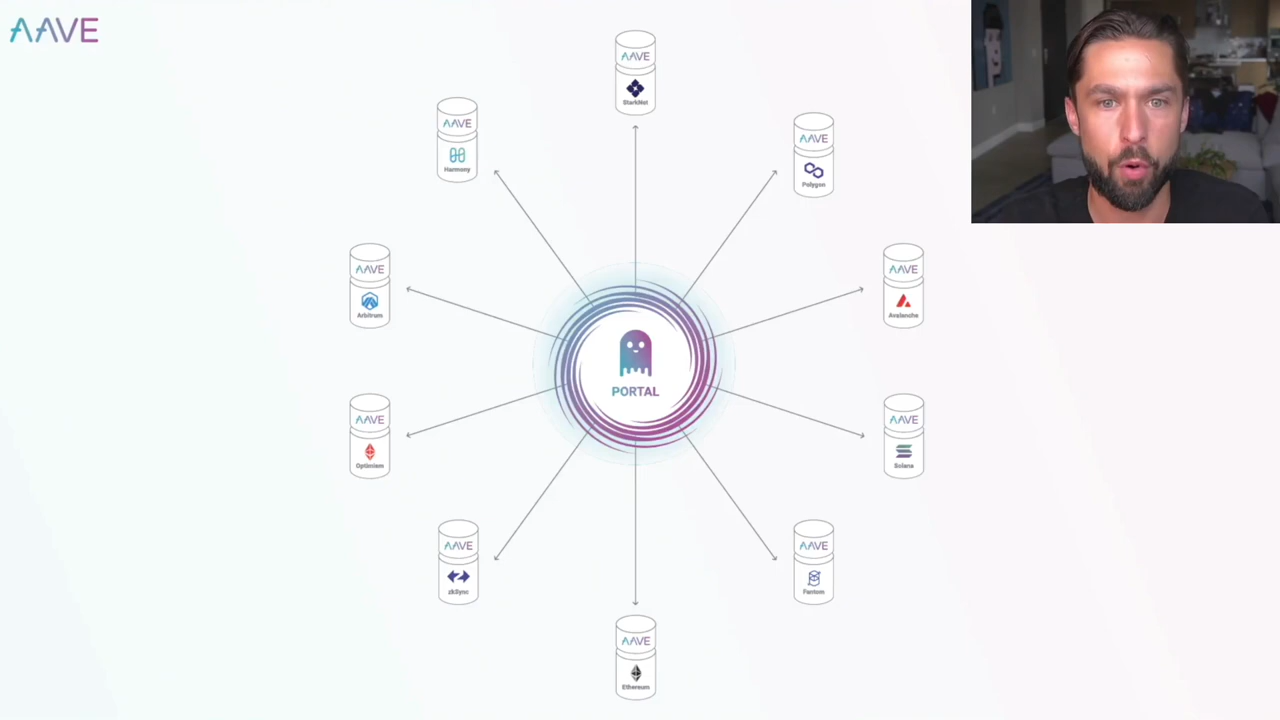 AAVE
AAVE
StarkNet
AAVE
Harmony
AAVE
Polygon
AAVE
Arbitrum
AAVE
Avalanche
PORTAL
AAVE
Optimism
AAVE
Solana
AAVE
zkSync
AAVE
Fantom
AAVE
Ethereum